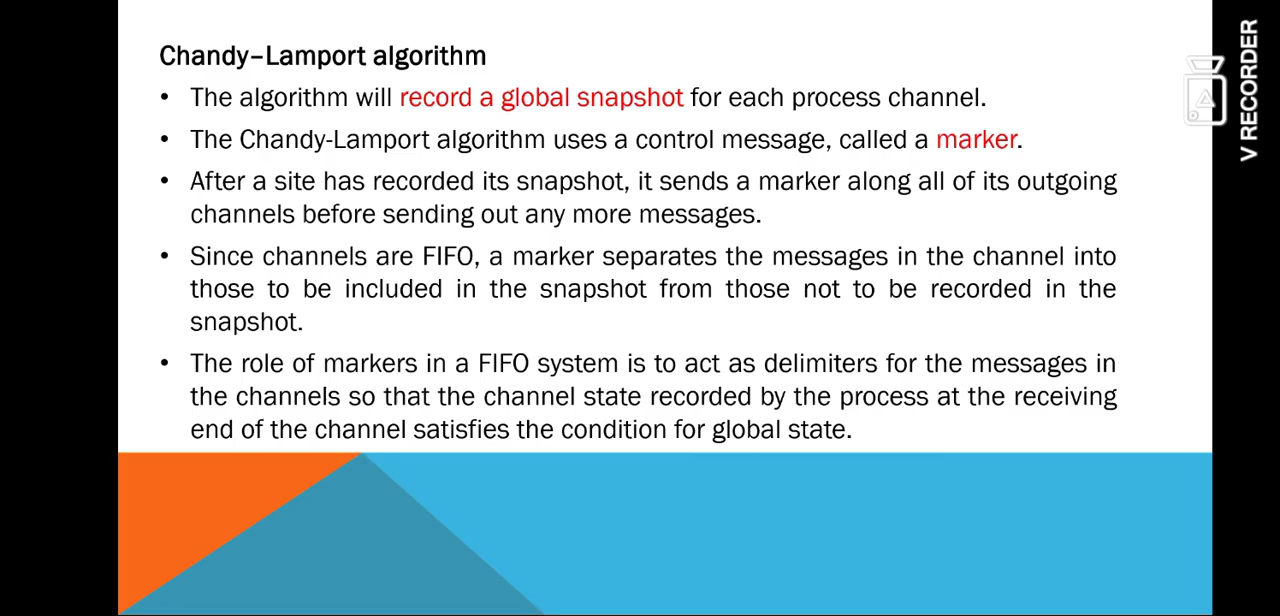 Chandy–Lamport algorithm
• The algorithm will record a global snapshot for each process channel.
• The Chandy-Lamport algorithm uses a control message, called a marker.
• After a site has recorded its snapshot, it sends a marker along all of its outgoing
channels before sending out any more messages.
• Since channels are FIFO, a marker separates the messages in the channel into
those to be included in the snapshot from those not to be recorded in the
snapshot.
• The role of markers in a FIFO system is to act as delimiters for the messages in
the channels so that the channel state recorded by the process at the receiving
end of the channel satisfies the condition for global state.
V RECORDER